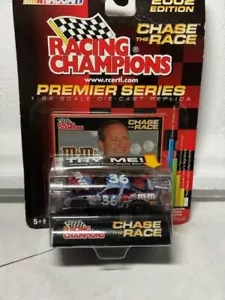 NASCAR
2002
EDITION
RACING
CHAMPIONS
CHASE
THE
RACE
www.rcertl.com
PREMIER SERIES
1:64 SCALE DIE-CAST REPLICA
CHASE
THE
RACE
m&m's
TRY ME!
36
36
m&m's
5+
RACING
CHAMPIONS
CHASE
THE
RACE